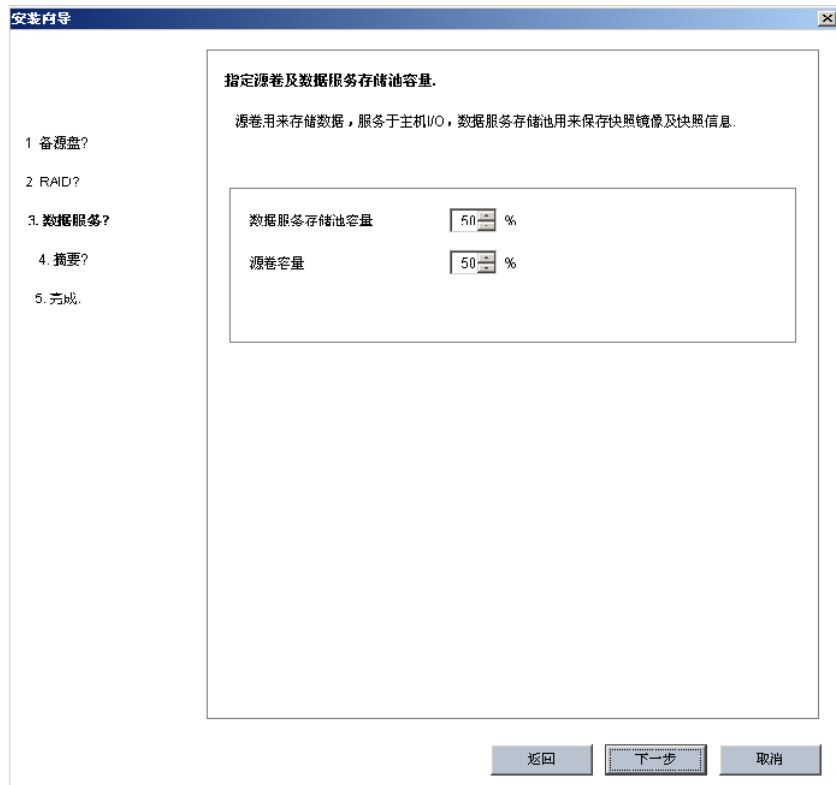 安装向导
指定源卷及数据服务存储池容量.
源卷用来存储数据，服务于主机I/O，数据服务存储池用来保存快照镜像及快照信息.
1 备源盘?
2 RAID?
3. 数据服务?
4. 摘要?
5. 完成.
数据服务存储池容量 50 %
源卷容量 50 %
返回 下一步 取消